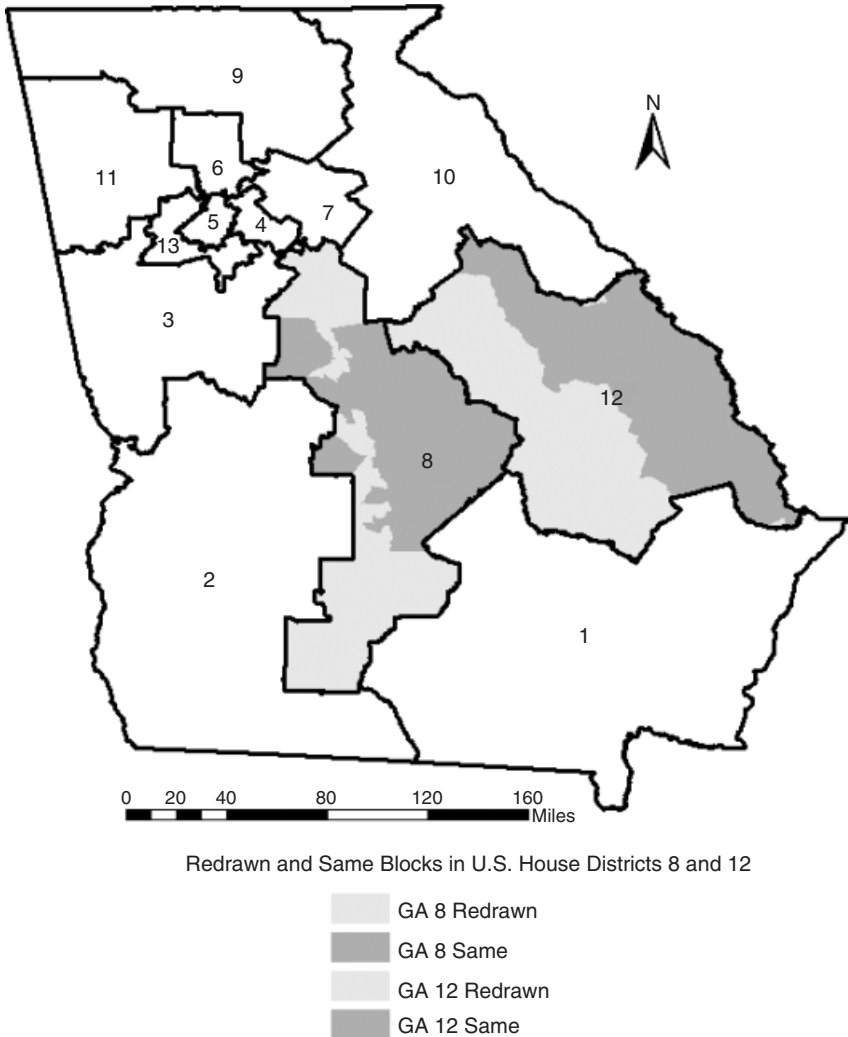 N
9
10
6
11
7
5
4
13
3
12
8
2
1
0 20 40 80 120 160
Miles
Redrawn and Same Blocks in U.S. House Districts 8 and 12
GA 8 Redrawn
GA 8 Same
GA 12 Redrawn
GA 12 Same